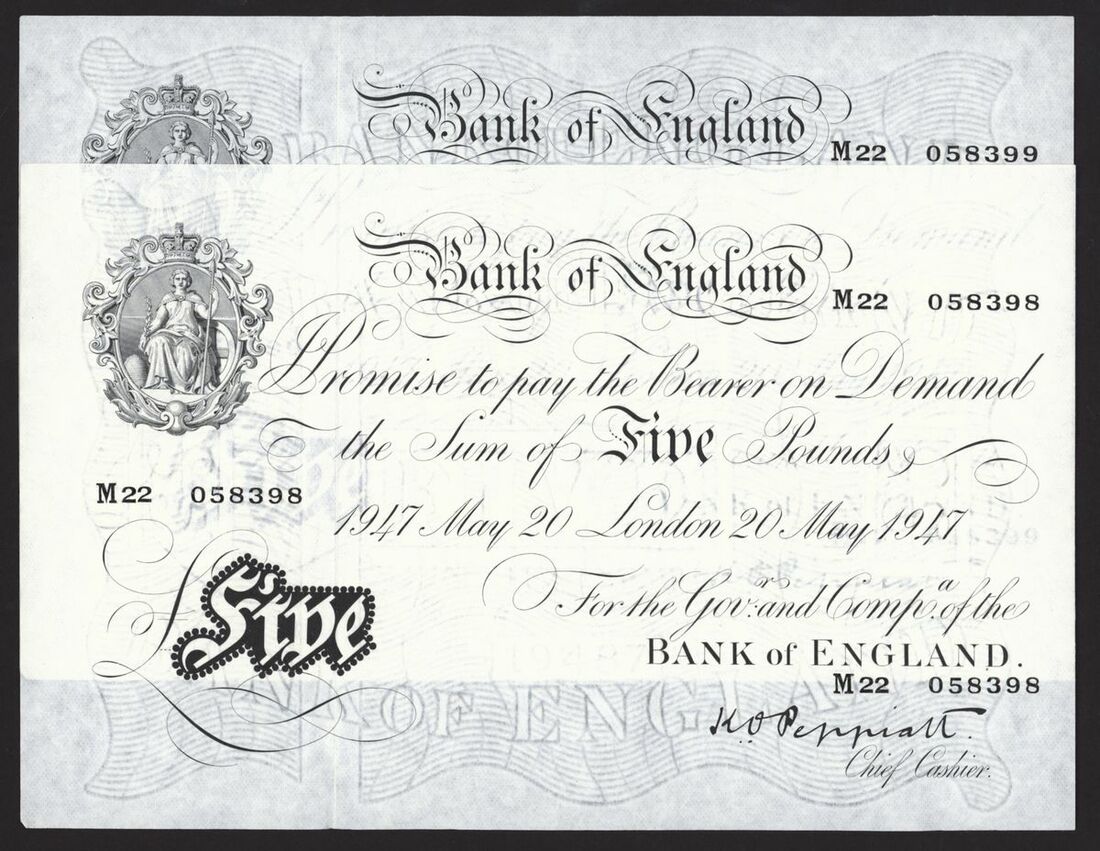 Bank of England
M22 058399
Bank of England
M22 058398
I Promise to pay the Bearer on Demand
the Sum of Five Pounds
M22 058398
1947 May 20 London 20 May 1947
For the Govr: and Compa. of the
£Five
BANK of ENGLAND.
M22 058398
OF ENGLA
K O Peppiatt.
Chief Cashier.